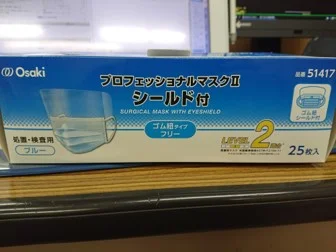 Osaki
プロフェッショナルマスクⅡ
シールド付
SURGICAL MASK WITH EYESHIELD
品番 51417
ゴム紐
シールド付
ゴム紐タイプ
フリー
処置・検査用
ブルー
LEVEL 2
25枚入